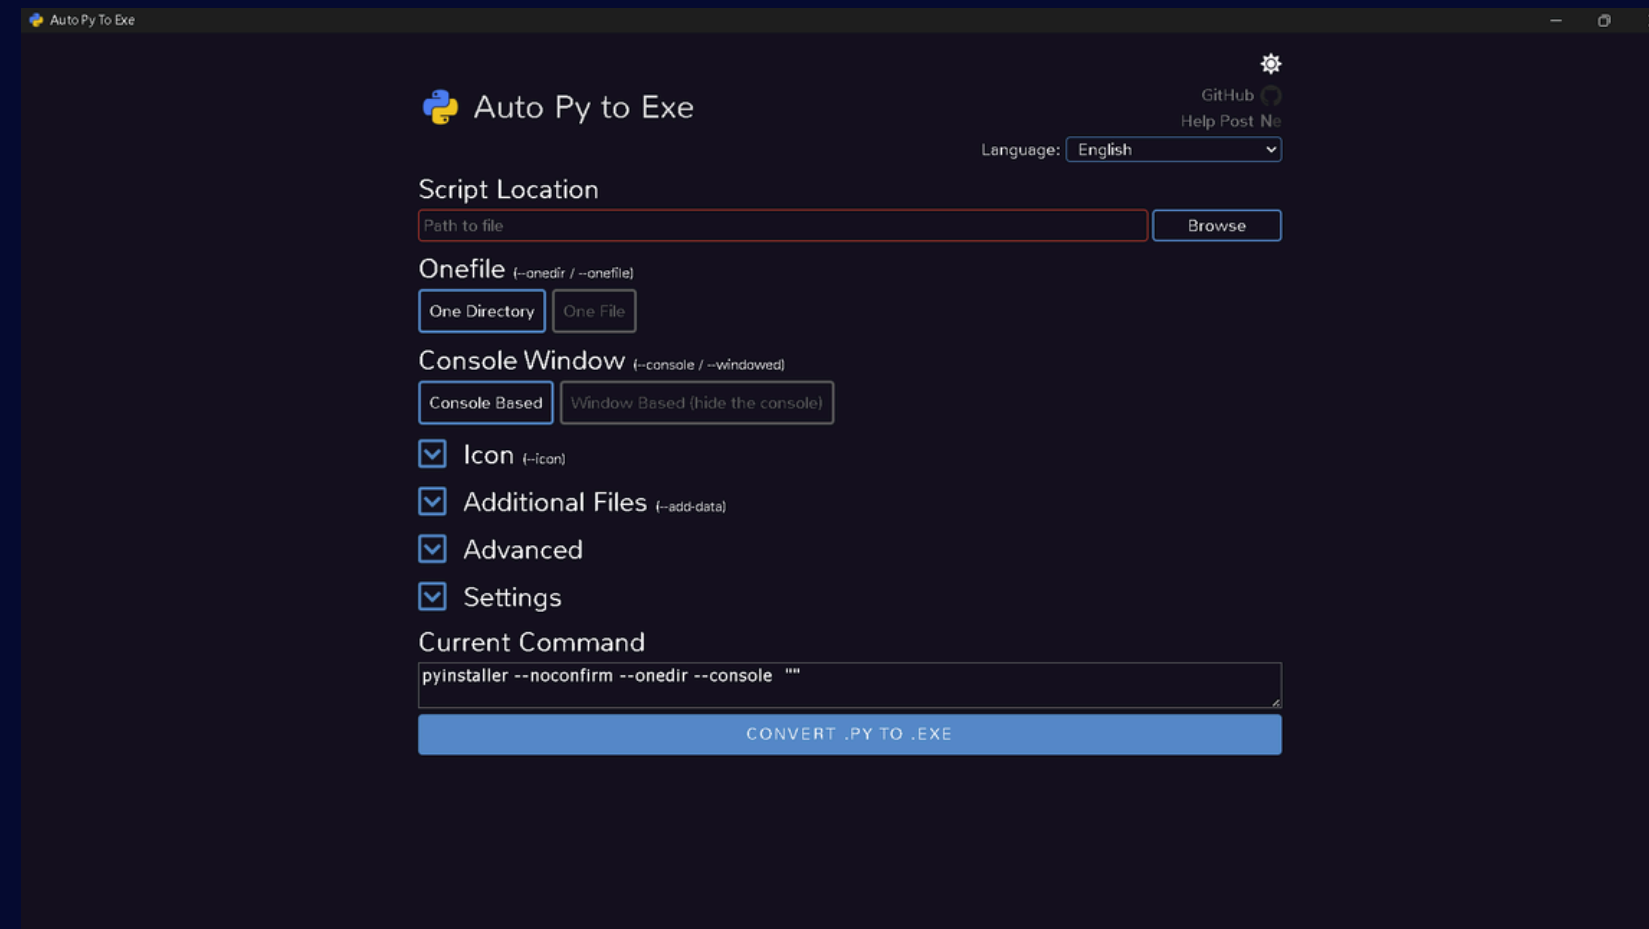 Auto Py To Exe
Auto Py to Exe
GitHub
Help Post Ne
Language: English
Script Location
Path to file
Browse
Onefile (--onedir / --onefile)
One Directory
One File
Console Window (--console / --windowed)
Console Based
Window Based (hide the console)
Icon (--icon)
Additional Files (--add-data)
Advanced
Settings
Current Command
pyinstaller --noconfirm --onedir --console  ""
CONVERT .PY TO .EXE